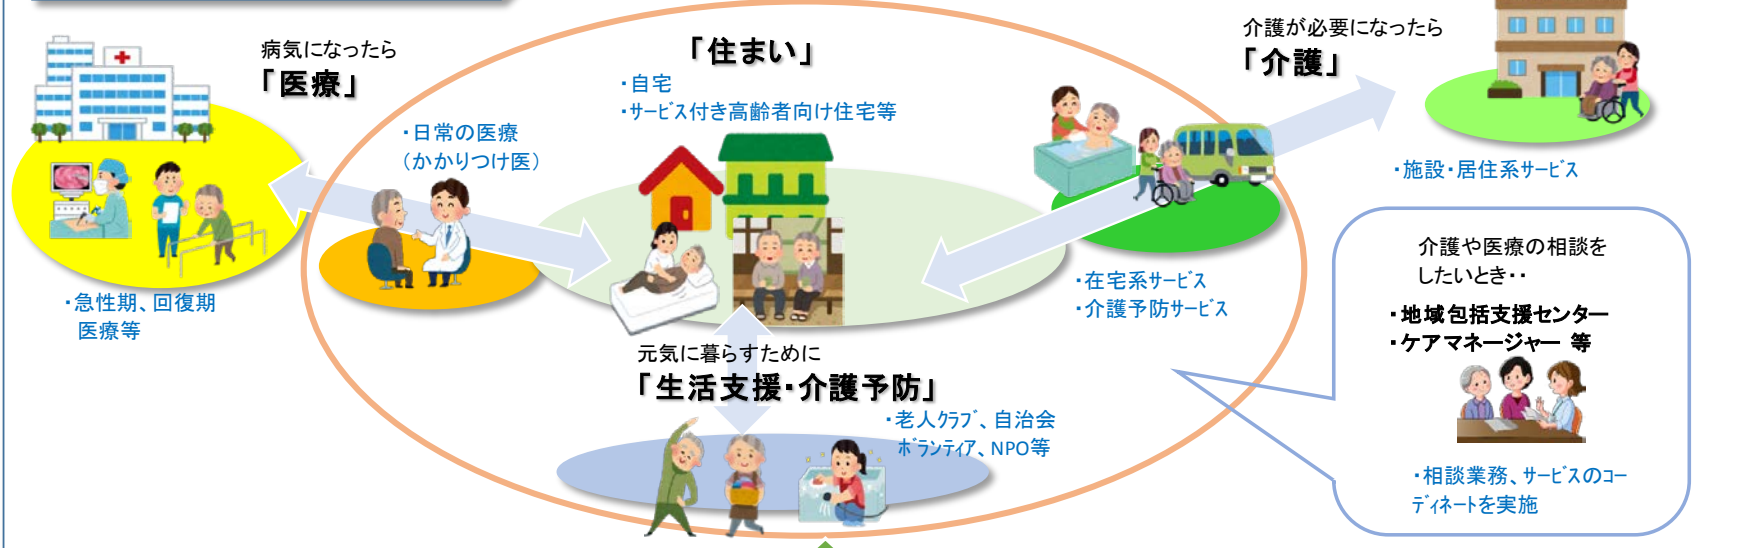 病気になったら
「医療」
・日常の医療
（かかりつけ医）
・急性期、回復期
医療等
「住まい」
・自宅
・ｻｰﾋﾞｽ付き高齢者向け住宅等
介護が必要になったら
「介護」
・施設・居住系ｻｰﾋﾞｽ
・在宅系ｻｰﾋﾞｽ
・介護予防ｻｰﾋﾞｽ
元気に暮らすために
「生活支援・介護予防」
・老人ｸﾗﾌﾞ、自治会
ﾎﾞﾗﾝﾃｨｱ、NPO等
介護や医療の相談を
したいとき・・
・地域包括支援センター
・ケアマネージャー 等
・相談業務、ｻｰﾋﾞｽのｺｰ
ﾃﾞｨﾈｰﾄを実施